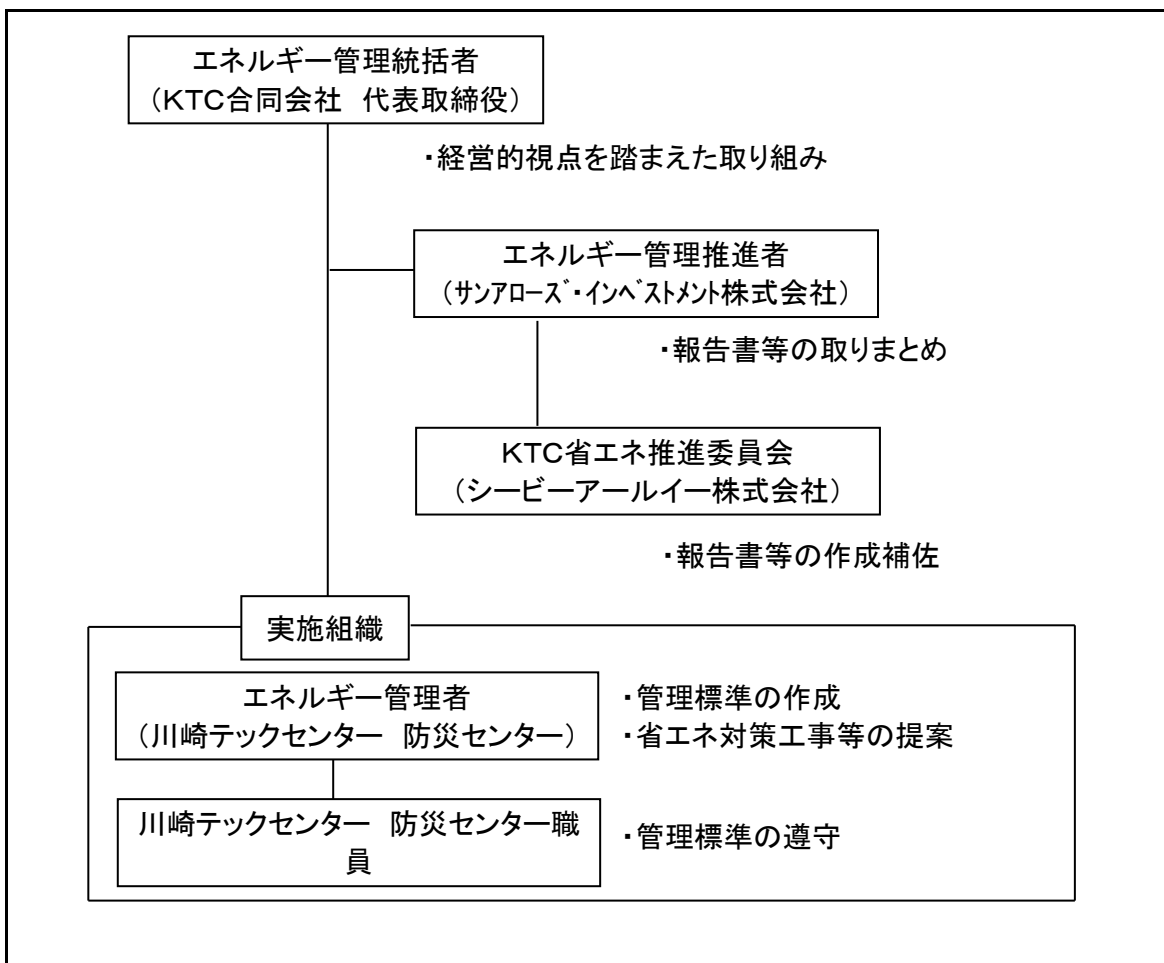 エネルギー管理統括者
（KTC合同会社　代表取締役）
・経営的視点を踏まえた取り組み
エネルギー管理推進者
（ｻﾝｱﾛｰｽﾞ・ｲﾝﾍﾞｽﾄﾒﾝﾄ株式会社）
・報告書等の取りまとめ
KTC省エネ推進委員会
（シービーアールイー株式会社）
・報告書等の作成補佐
実施組織
エネルギー管理者
（川崎テックセンター　防災センター）
・管理標準の作成
・省エネ対策工事等の提案
川崎テックセンター　防災センター職
員
・管理標準の遵守